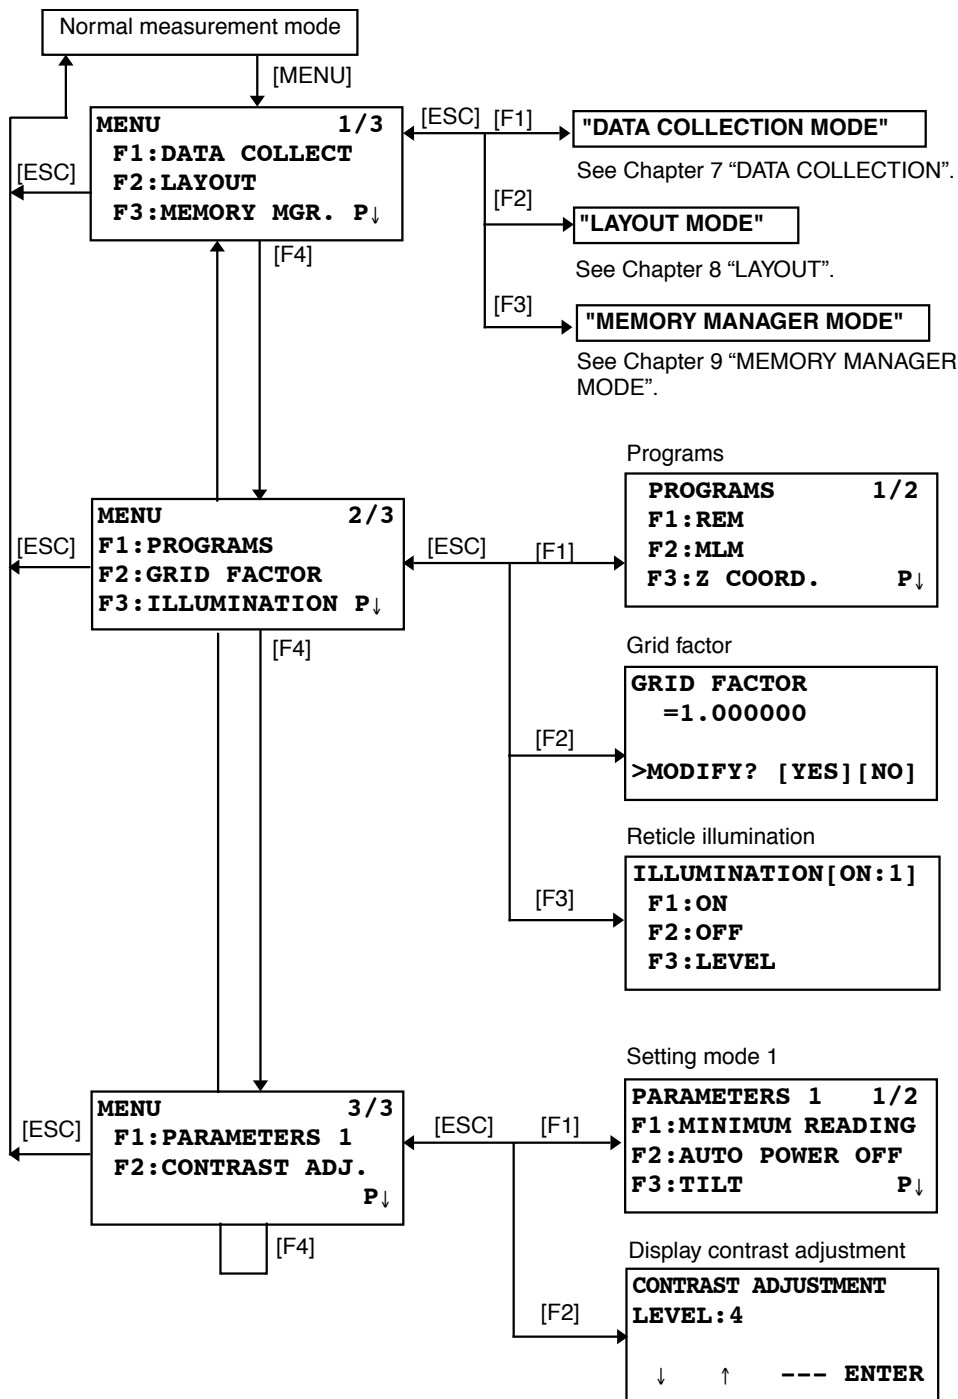 Normal measurement mode
[MENU]
MENU 1/3
F1:DATA COLLECT
F2:LAYOUT
F3:MEMORY MGR. P↓
[ESC]
[ESC]
[F1]
"DATA COLLECTION MODE"
See Chapter 7 “DATA COLLECTION”.
[F2]
"LAYOUT MODE"
See Chapter 8 “LAYOUT”.
[F3]
"MEMORY MANAGER MODE"
See Chapter 9 “MEMORY MANAGER
MODE”.
[F4]
MENU 2/3
F1:PROGRAMS
F2:GRID FACTOR
F3:ILLUMINATION P↓
[ESC]
[ESC]
[F1]
Programs
PROGRAMS 1/2
F1:REM
F2:MLM
F3:Z COORD. P↓
[F2]
Grid factor
GRID FACTOR
=1.000000
>MODIFY? [YES][NO]
[F3]
Reticle illumination
ILLUMINATION[ON:1]
F1:ON
F2:OFF
F3:LEVEL
[F4]
MENU 3/3
F1:PARAMETERS 1
F2:CONTRAST ADJ.
P↓
[ESC]
[ESC]
[F1]
Setting mode 1
PARAMETERS 1 1/2
F1:MINIMUM READING
F2:AUTO POWER OFF
F3:TILT P↓
[F4]
[F2]
Display contrast adjustment
CONTRAST ADJUSTMENT
LEVEL:4
↓ ↑ --- ENTER